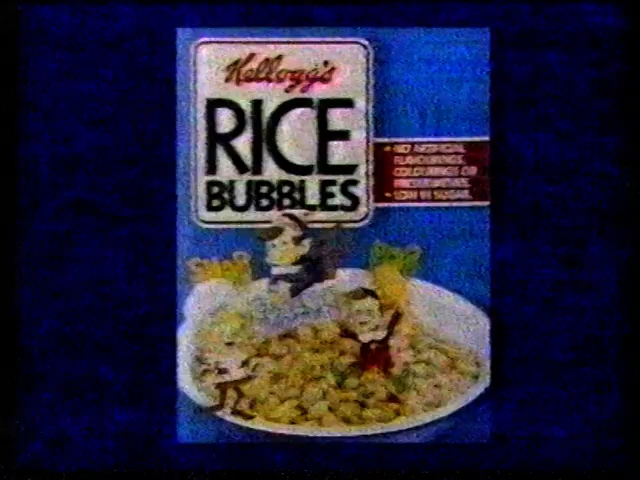 Kellogg's
RICE
BUBBLES
• NO ARTIFICIAL
FLAVOURINGS,
COLOURINGS OR
PRESERVATIVES.
• LOW IN SUGAR.